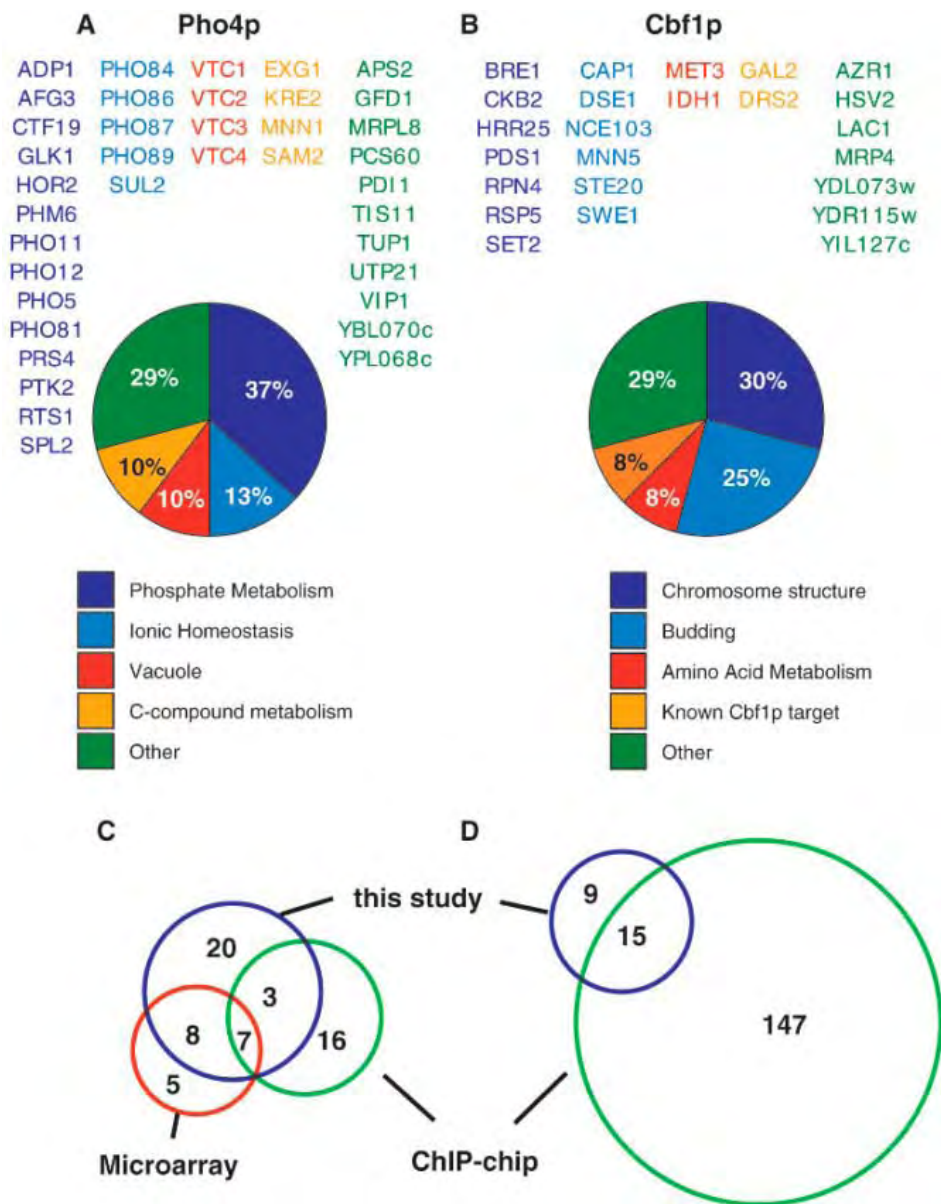 A Pho4p
ADP1 PHO84 VTC1 EXG1 APS2
AFG3 PHO86 VTC2 KRE2 GFD1
CTF19 PHO87 VTC3 MNN1 MRPL8
GLK1 PHO89 VTC4 SAM2 PCS60
HOR2 SUL2 PDI1
PHM6 TIS11
PHO11 TUP1
PHO12 UTP21
PHO5 VIP1
PHO81 YBL070c
PRS4 YPL068c
PTK2
RTS1
SPL2
29% 37%
10% 10% 13%
Phosphate Metabolism
Ionic Homeostasis
Vacuole
C-compound metabolism
Other
B Cbf1p
BRE1 CAP1 MET3 GAL2 AZR1
CKB2 DSE1 IDH1 DRS2 HSV2
HRR25 NCE103 LAC1
PDS1 MNN5 MRP4
RPN4 STE20 YDL073w
RSP5 SWE1 YDR115w
SET2 YIL127c
29% 30%
8% 8% 25%
Chromosome structure
Budding
Amino Acid Metabolism
Known Cbf1p target
Other
C D
this study
20
3
8 7 16
5
Microarray
9
15
147
ChIP-chip